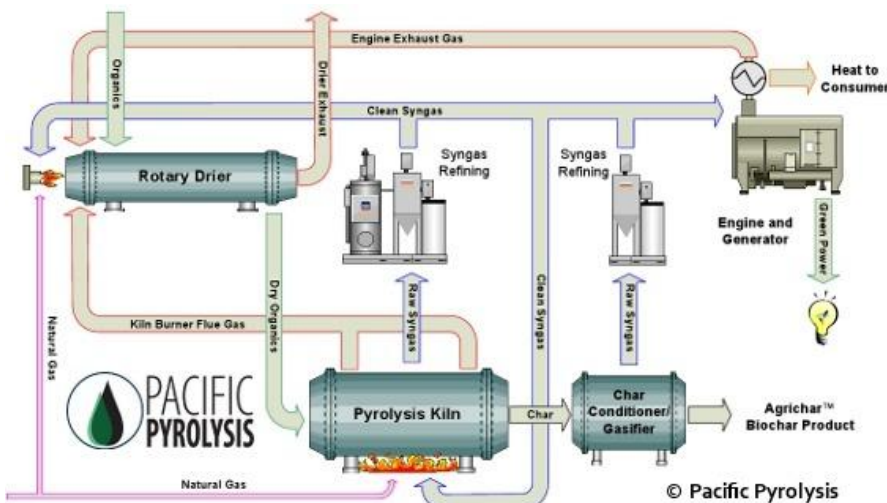 Engine Exhaust Gas
Organics
Drier Exhaust
Heat to
Consumer
Clean Syngas
Rotary Drier
Syngas
Refining
Syngas
Refining
Engine and
Generator
Green Power
Dry Organics
Raw Syngas
Clean Syngas
Raw Syngas
Kiln Burner Flue Gas
Natural Gas
PACIFIC
PYROLYSIS
Pyrolysis Kiln
Char
Char
Conditioner/
Gasifier
Agrichar™
Biochar Product
Natural Gas
© Pacific Pyrolysis